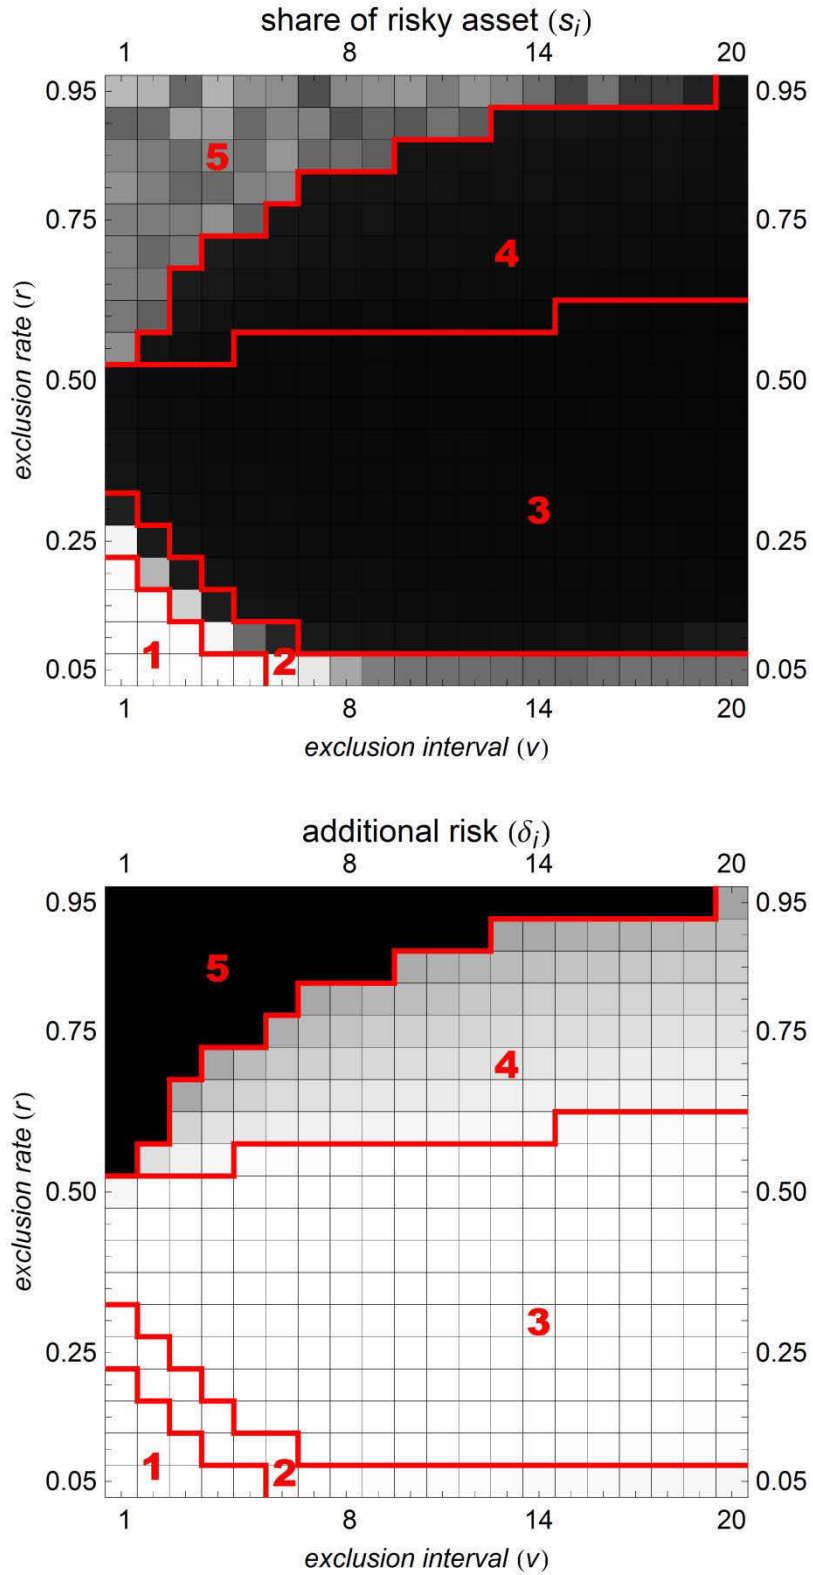 share of risky asset (sᵢ)
1 8 14 20
0.95 0.95
5
0.75 0.75
4
exclusion rate (r)
0.50 0.50
3
0.25 0.25
1 2
0.05 0.05
1 8 14 20
exclusion interval (v)
additional risk (δᵢ)
1 8 14 20
0.95 0.95
5
0.75 0.75
4
exclusion rate (r)
0.50 0.50
3
0.25 0.25
1 2
0.05 0.05
1 8 14 20
exclusion interval (v)